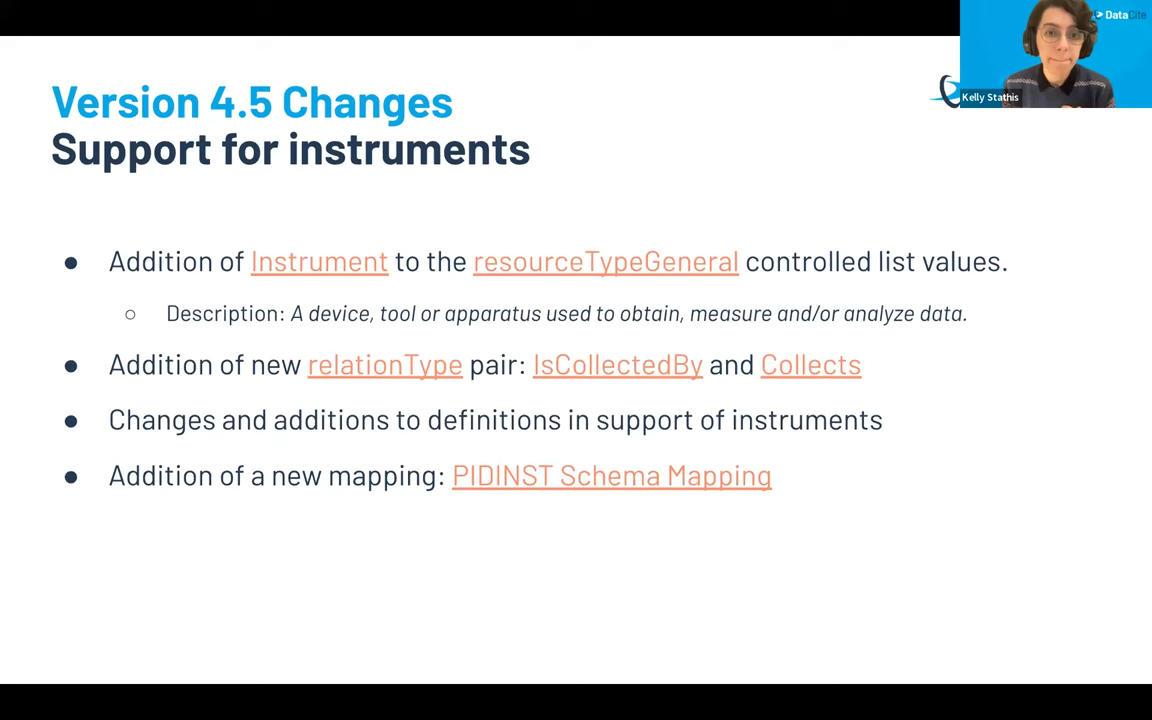 DataCite
Kelly Stathis
Version 4.5 Changes
Support for instruments
● Addition of Instrument to the resourceTypeGeneral controlled list values.
○ Description: A device, tool or apparatus used to obtain, measure and/or analyze data.
● Addition of new relationType pair: IsCollectedBy and Collects
● Changes and additions to definitions in support of instruments
● Addition of a new mapping: PIDINST Schema Mapping